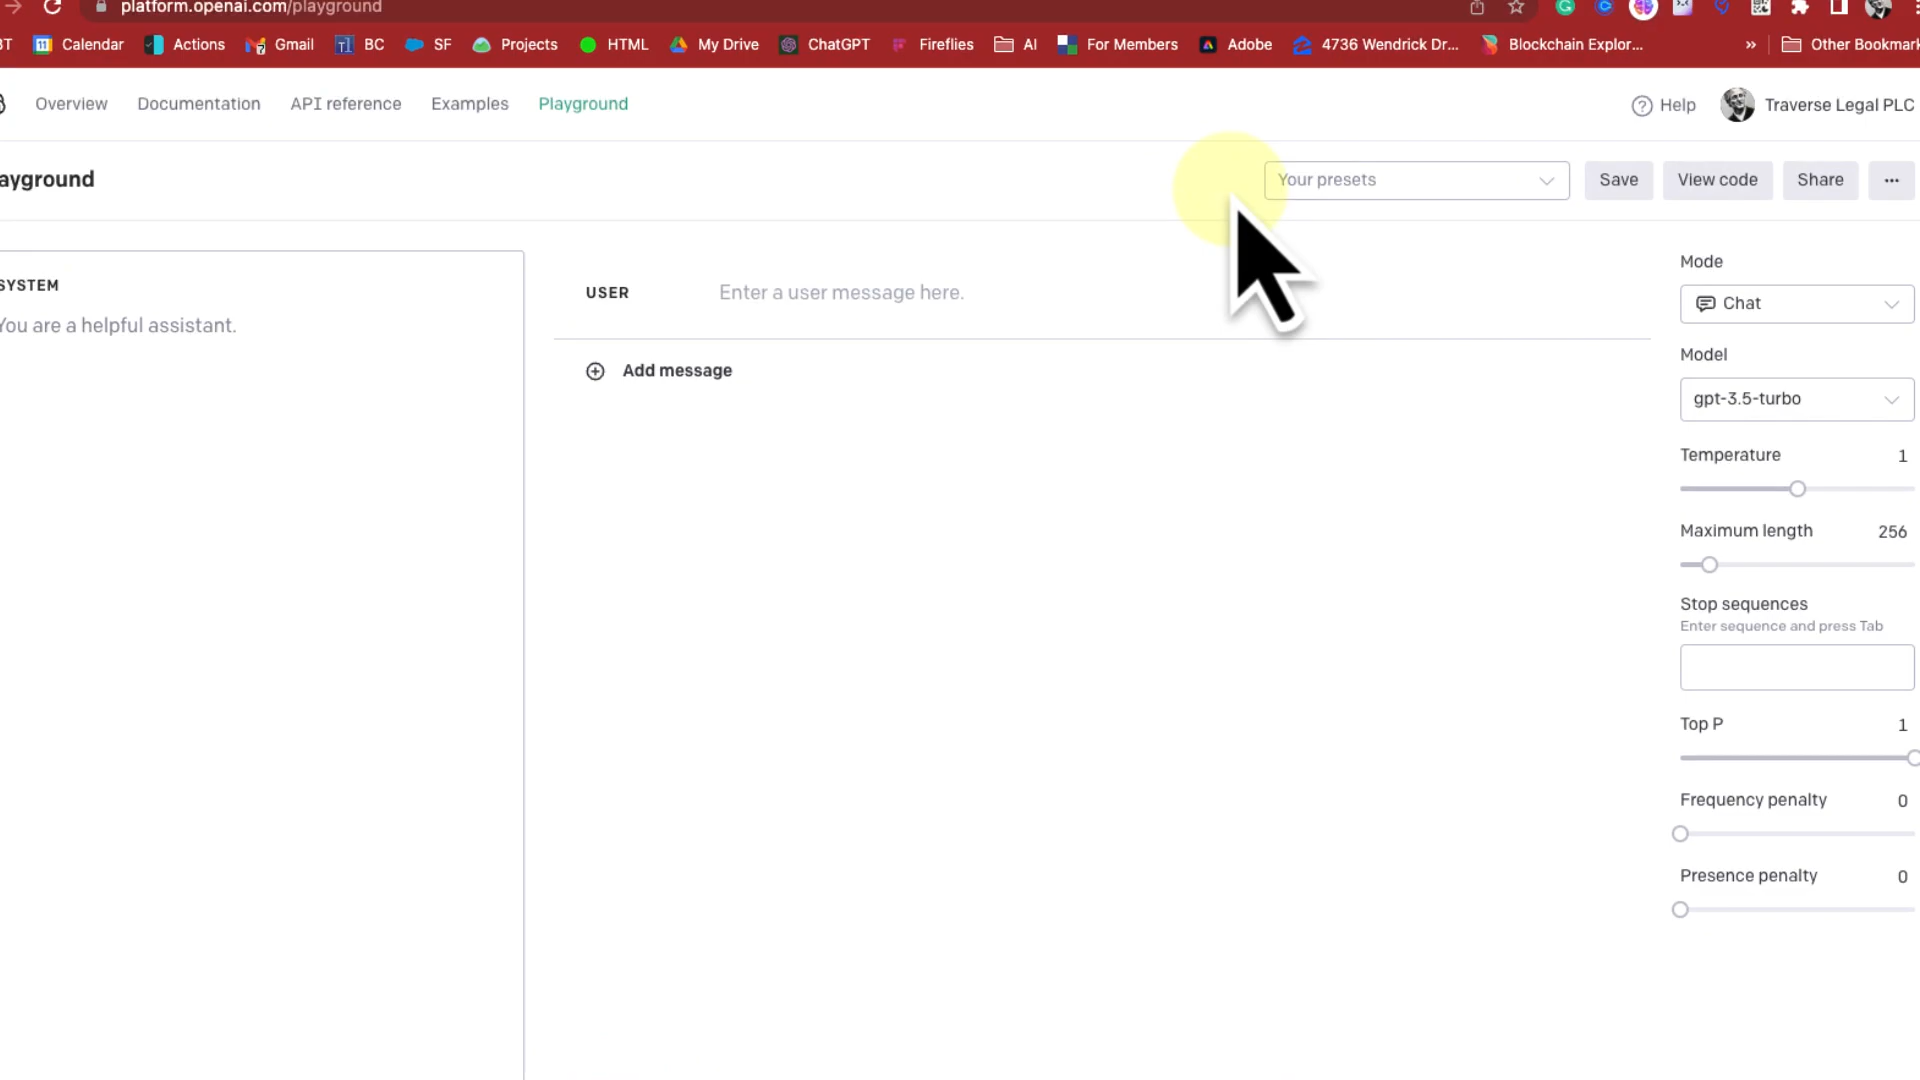 platform.openai.com/playground
BT Calendar Actions Gmail BC SF Projects HTML My Drive ChatGPT Fireflies AI For Members Adobe 4736 Wendrick Dr... Blockchain Explor... » Other Bookmark
Overview Documentation API reference Examples Playground Help Traverse Legal PLC
ayground Your presets Save View code Share ...
SYSTEM
You are a helpful assistant.
USER Enter a user message here.
Add message
Mode
Chat
Model
gpt-3.5-turbo
Temperature 1
Maximum length 256
Stop sequences
Enter sequence and press Tab
Top P 1
Frequency penalty 0
Presence penalty 0